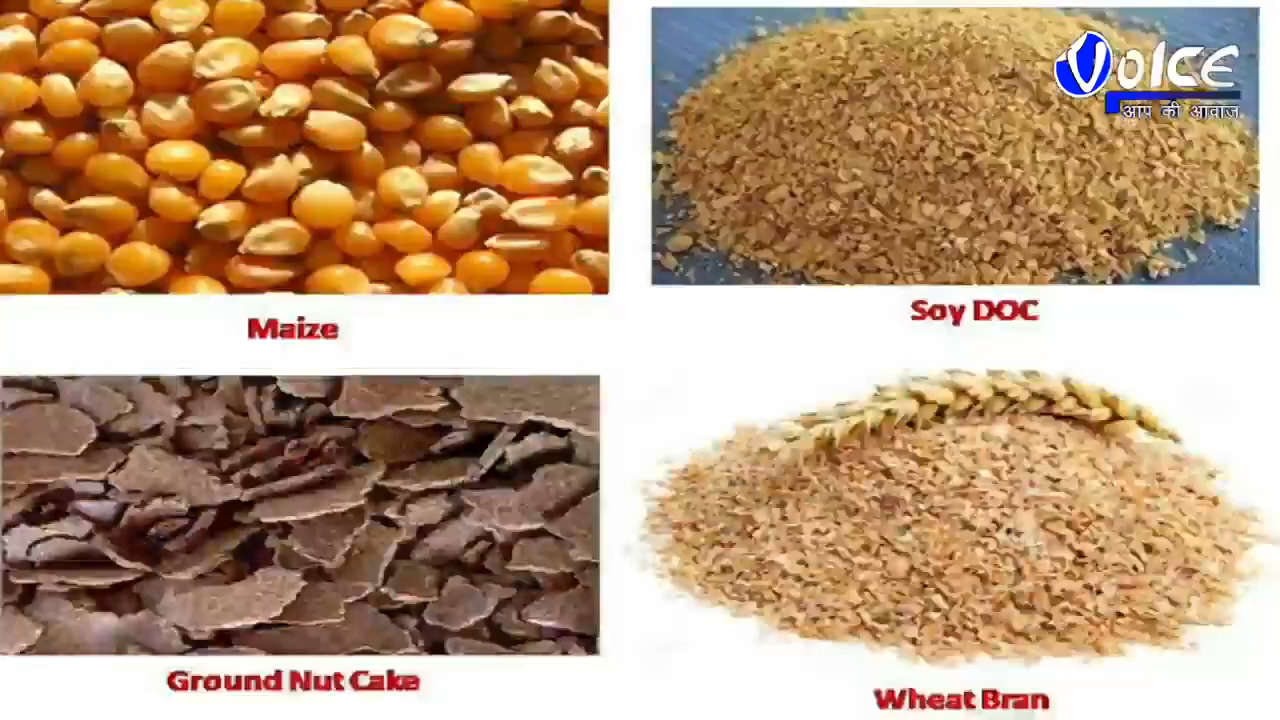 VOICE
आप की आवाज़
Maize
Soy DOC
Ground Nut Cake
Wheat Bran